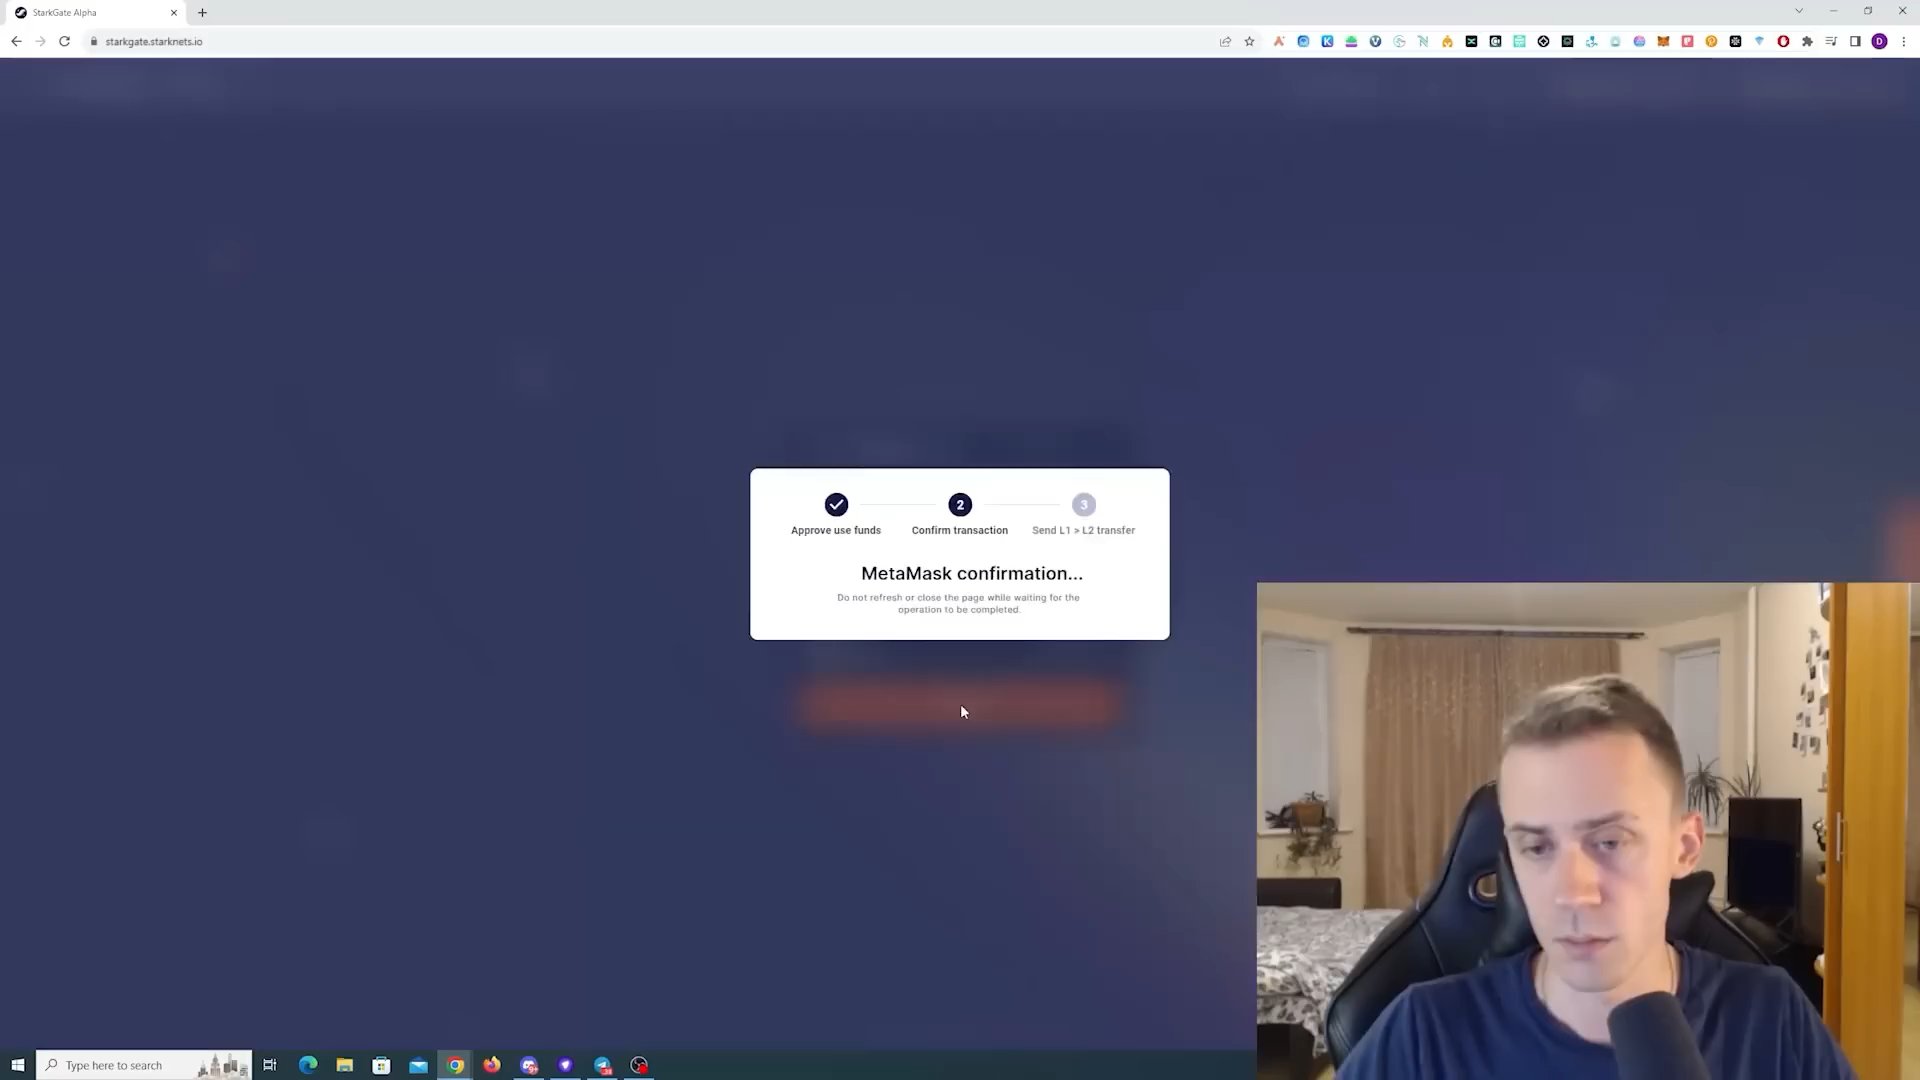 StarkGate Alpha
starkgate.starknets.io
2
3
Approve use funds
Confirm transaction
Send L1 > L2 transfer
MetaMask confirmation...
Do not refresh or close the page while waiting for the
operation to be completed.
Type here to search